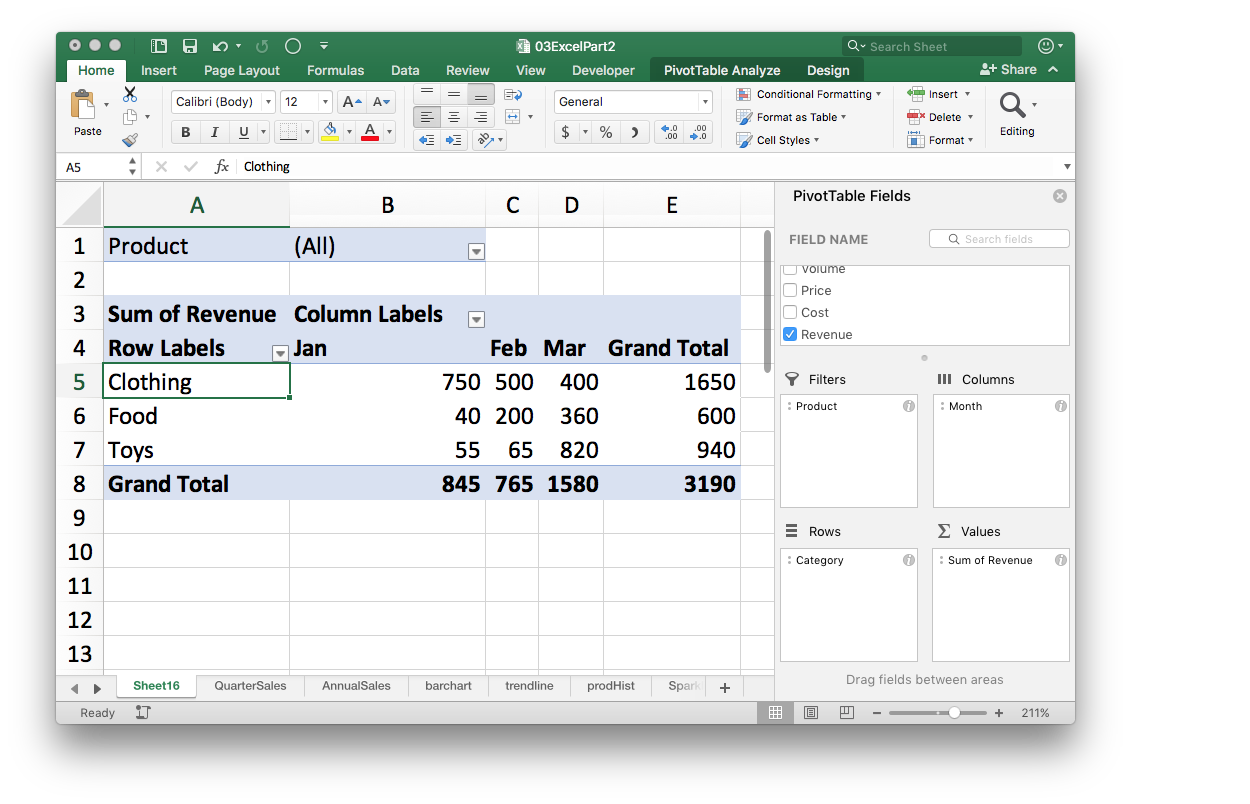 03ExcelPart2
Search Sheet
Home Insert Page Layout Formulas Data Review View Developer PivotTable Analyze Design Share
Paste
Calibri (Body) 12 A A
B I U A
General
$ % .00 .00
Conditional Formatting
Format as Table
Cell Styles
Insert
Delete
Format
Editing
A5 fx Clothing
A B C D E
1 Product (All)
2
3 Sum of Revenue Column Labels
4 Row Labels Jan Feb Mar Grand Total
5 Clothing 750 500 400 1650
6 Food 40 200 360 600
7 Toys 55 65 820 940
8 Grand Total 845 765 1580 3190
9
10
11
12
13
PivotTable Fields
FIELD NAME Search fields
Volume
Price
Cost
Revenue
Filters Columns
Product Month
Rows Values
Category Sum of Revenue
Drag fields between areas
Sheet16 QuarterSales AnnualSales barchart trendline prodHist Spark
Ready 211%